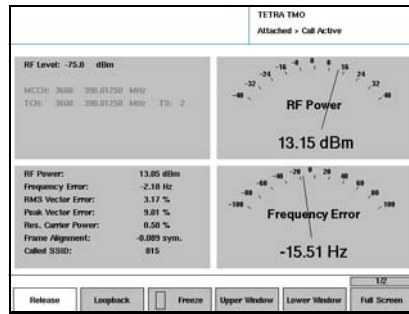 TETRA TMO
Attached > Call Active
RF Level: -75.0 dBm
MCCH: 3600 390.01250 MHz
TCH: 3600 390.01250 MHz TS: 2
-48 -32 -24 -16 -8 0 8 16 24 32 48
RF Power
13.15 dBm
RF Power: 13.05 dBm
Frequency Error: -2.18 Hz
RMS Vector Error: 3.17 %
Peak Vector Error: 9.01 %
Res. Carrier Power: 0.58 %
Frame Alignment: -0.089 sym.
Called SSID: 815
-100 -80 -60 -40 -20 0 20 40 60 80 100
Frequency Error
-15.51 Hz
1/2
Release Loopback Freeze Upper Window Lower Window Full Screen